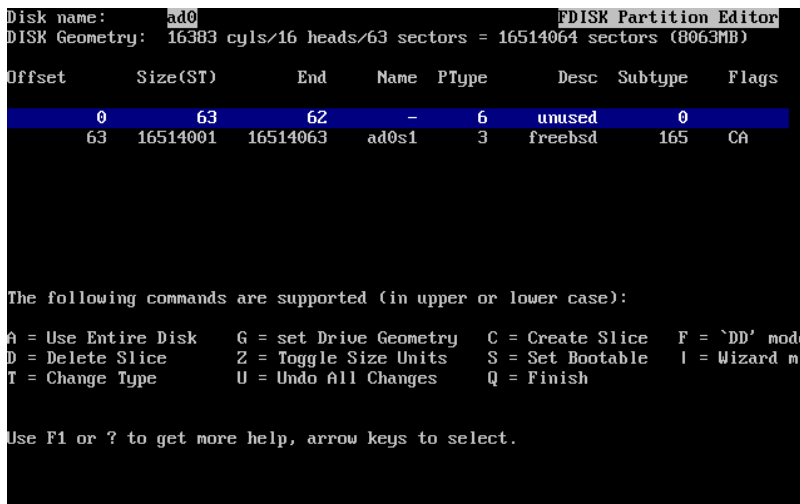 Disk name: ad0 FDISK Partition Editor
DISK Geometry: 16383 cyls/16 heads/63 sectors = 16514064 sectors (8063MB)
Offset Size(ST) End Name PType Desc Subtype Flags
0 63 62 - 6 unused 0
63 16514001 16514063 ad0s1 3 freebsd 165 CA
The following commands are supported (in upper or lower case):
A = Use Entire Disk G = set Drive Geometry C = Create Slice F = `DD' mode
D = Delete Slice Z = Toggle Size Units S = Set Bootable | = Wizard m
T = Change Type U = Undo All Changes Q = Finish
Use F1 or ? to get more help, arrow keys to select.